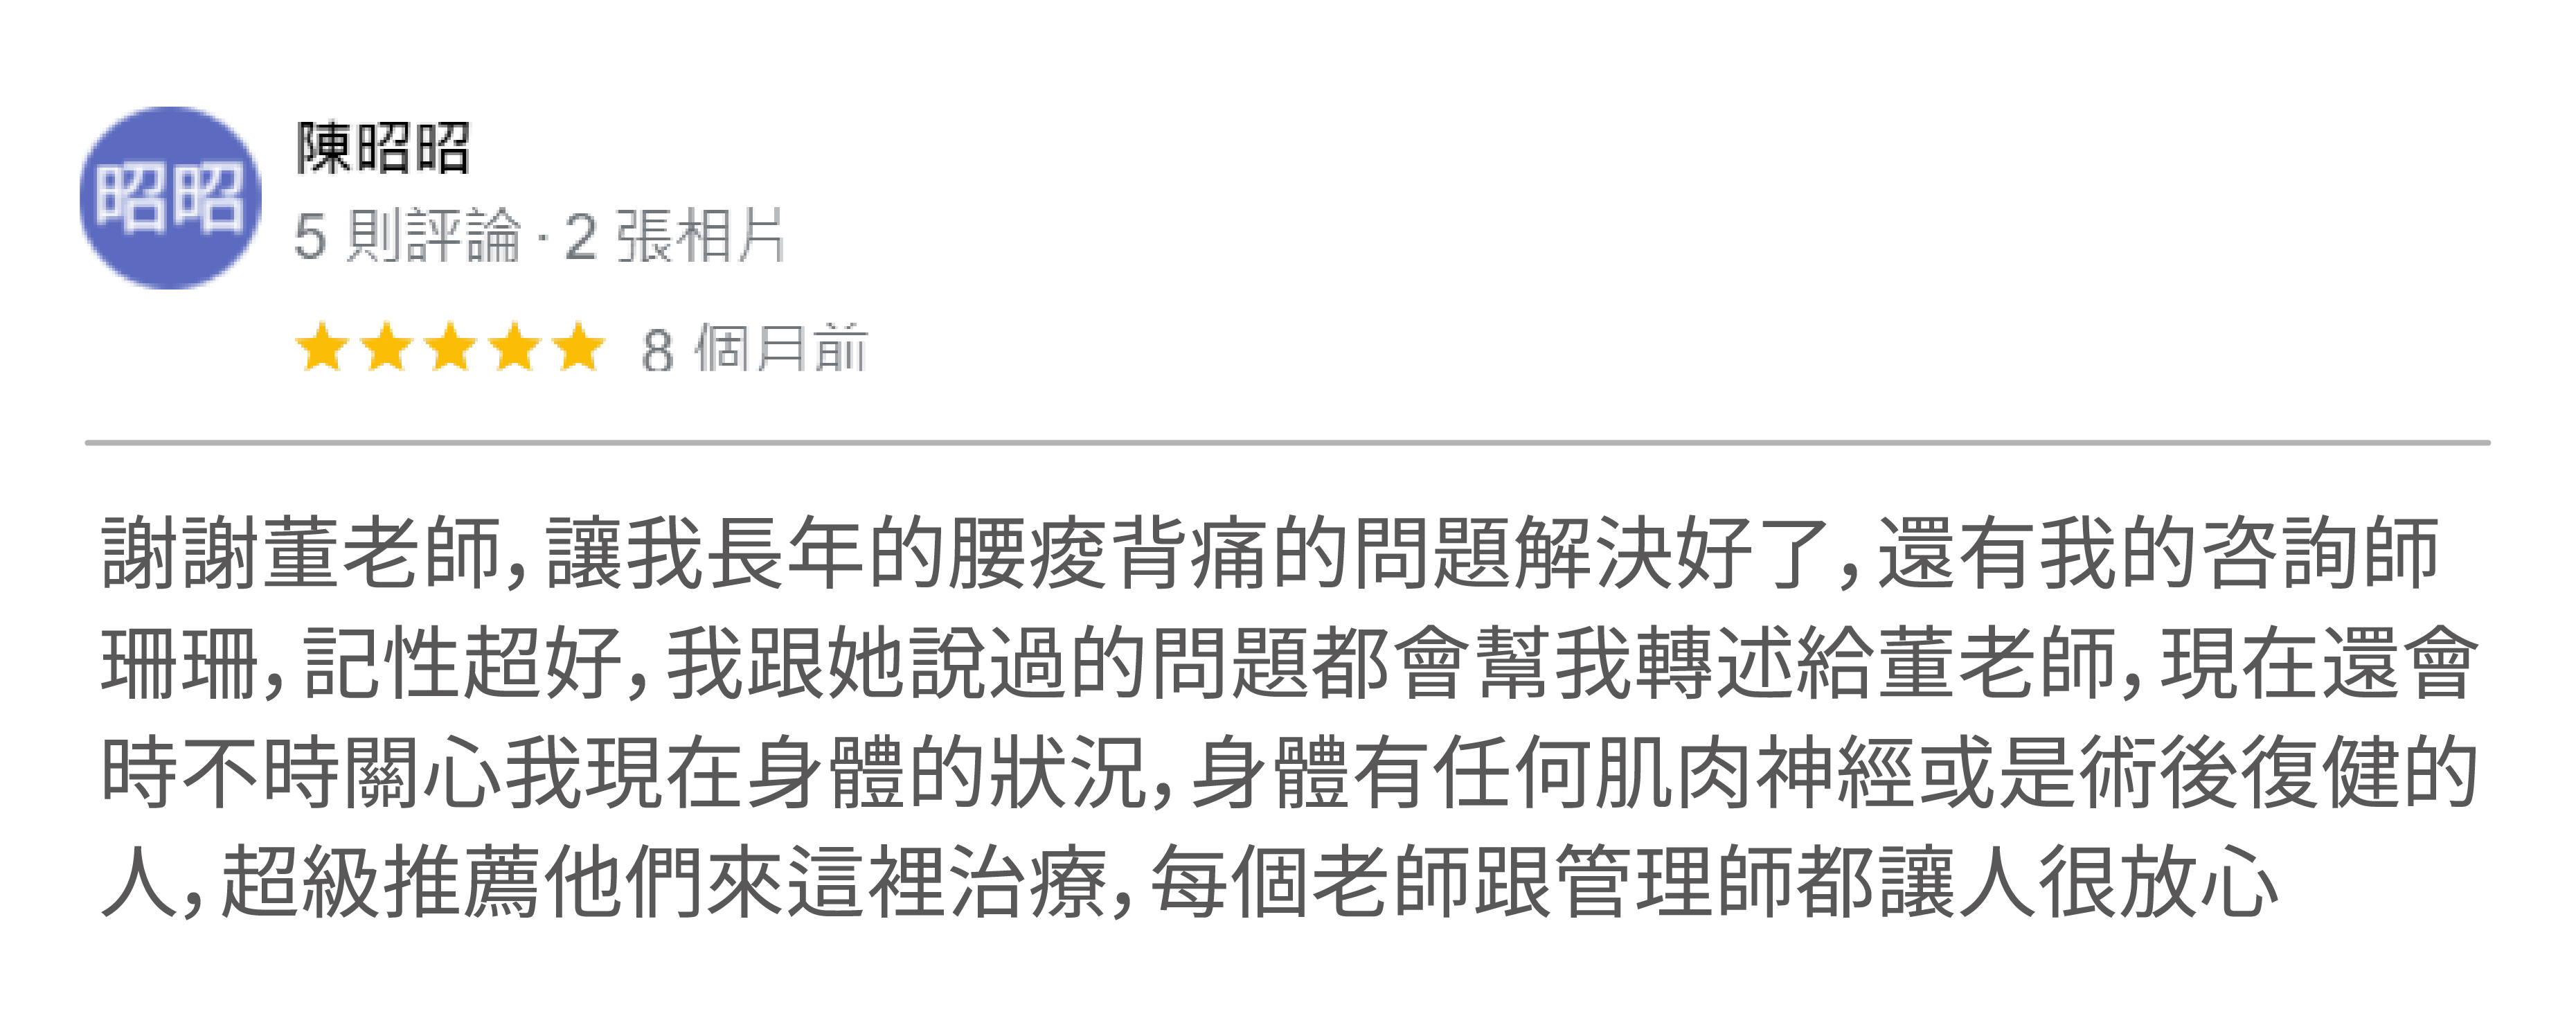 昭昭
陳昭昭
5 則評論 · 2 張相片
8 個月前
謝謝董老師，讓我長年的腰痠背痛的問題解決好了，還有我的咨詢師
珊珊，記性超好，我跟她說過的問題都會幫我轉述給董老師，現在還會
時不時關心我現在身體的狀況，身體有任何肌肉神經或是術後復健的
人，超級推薦他們來這裡治療，每個老師跟管理師都讓人很放心